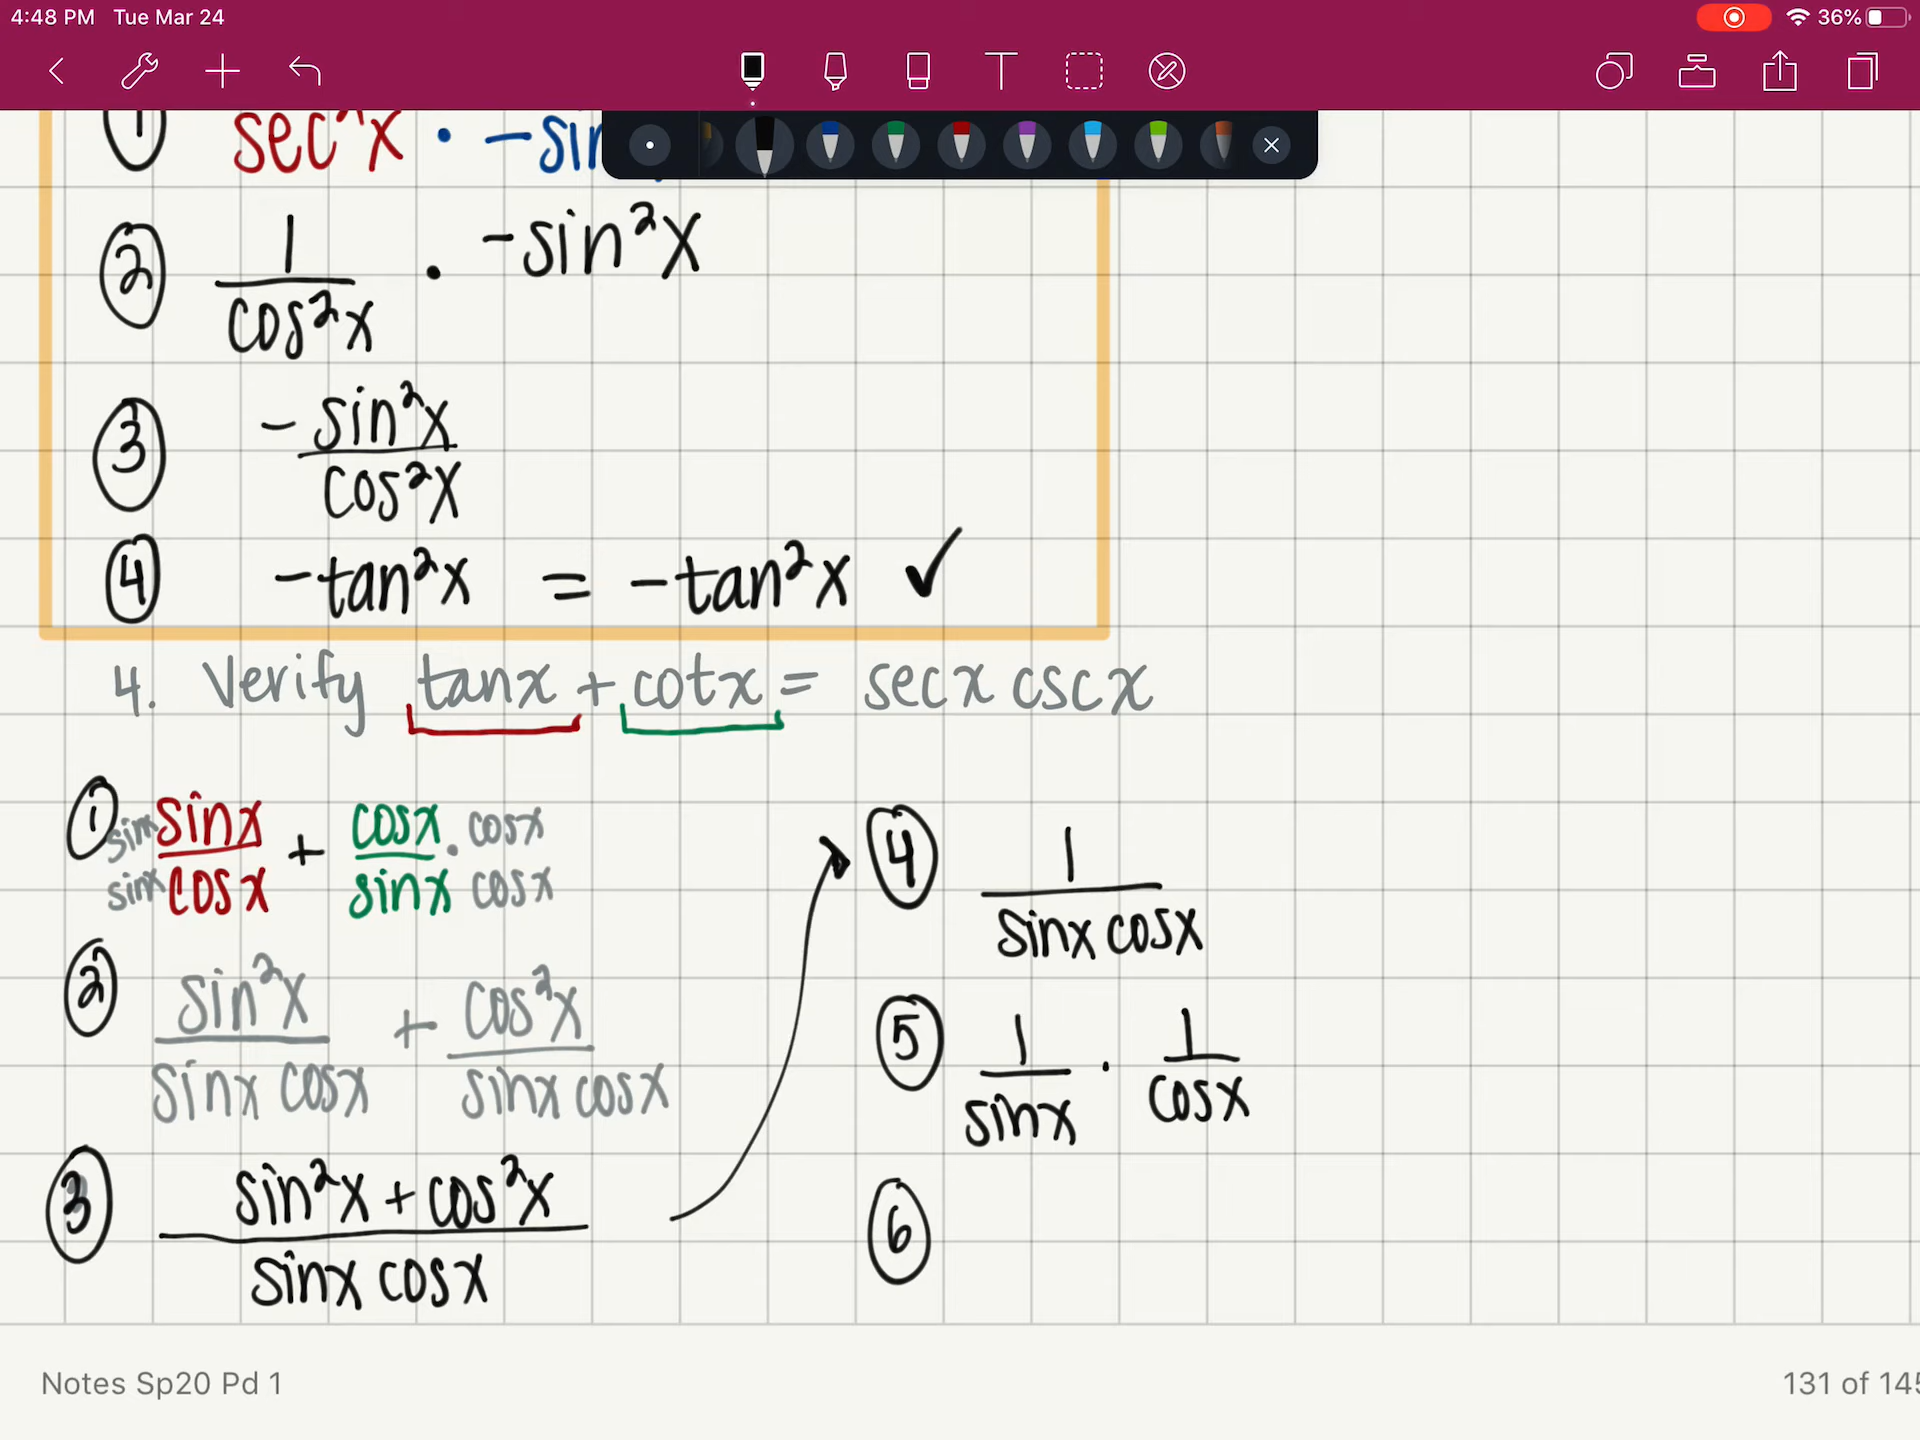 4:48 PM Tue Mar 24 36%
T
① sec²x · -sin
② 1/cos²x · -sin²x
③ - sin²x/cos²x
④ -tan²x = -tan²x ✓
4. Verify tanx + cotx = secx cscx
① sinx/sinx sinx/cosx + cosx/sinx · cosx/cosx
② sin²x/sinx cosx + cos²x/sinx cosx
③ sin²x + cos²x/sinx cosx
④ 1/sinx cosx
⑤ 1/sinx · 1/cosx
⑥
Notes Sp20 Pd 1
131 of 145